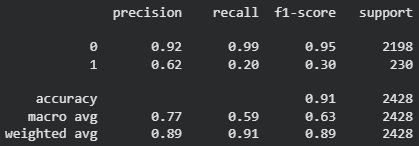 precision recall f1-score support
0 0.92 0.99 0.95 2198
1 0.62 0.20 0.30 230
accuracy 0.91 2428
macro avg 0.77 0.59 0.63 2428
weighted avg 0.89 0.91 0.89 2428